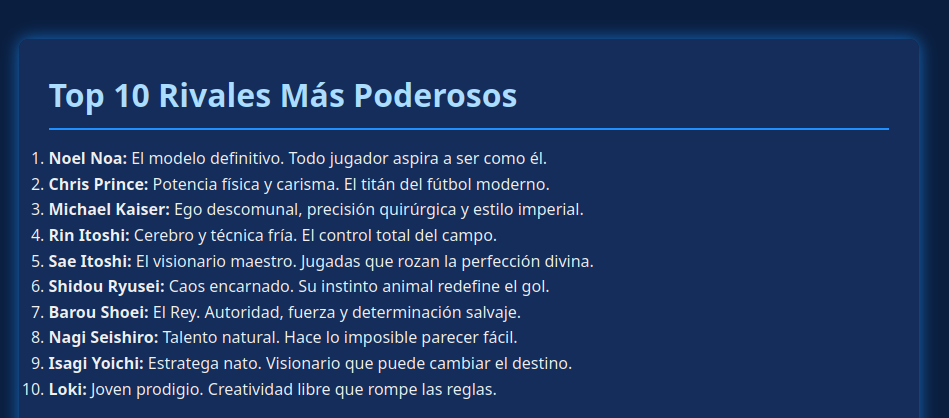 Top 10 Rivales Más Poderosos
1. Noel Noa: El modelo definitivo. Todo jugador aspira a ser como él.
2. Chris Prince: Potencia física y carisma. El titán del fútbol moderno.
3. Michael Kaiser: Ego descomunal, precisión quirúrgica y estilo imperial.
4. Rin Itoshi: Cerebro y técnica fría. El control total del campo.
5. Sae Itoshi: El visionario maestro. Jugadas que rozan la perfección divina.
6. Shidou Ryusei: Caos encarnado. Su instinto animal redefine el gol.
7. Barou Shoei: El Rey. Autoridad, fuerza y determinación salvaje.
8. Nagi Seishiro: Talento natural. Hace lo imposible parecer fácil.
9. Isagi Yoichi: Estratega nato. Visionario que puede cambiar el destino.
10. Loki: Joven prodigio. Creatividad libre que rompe las reglas.